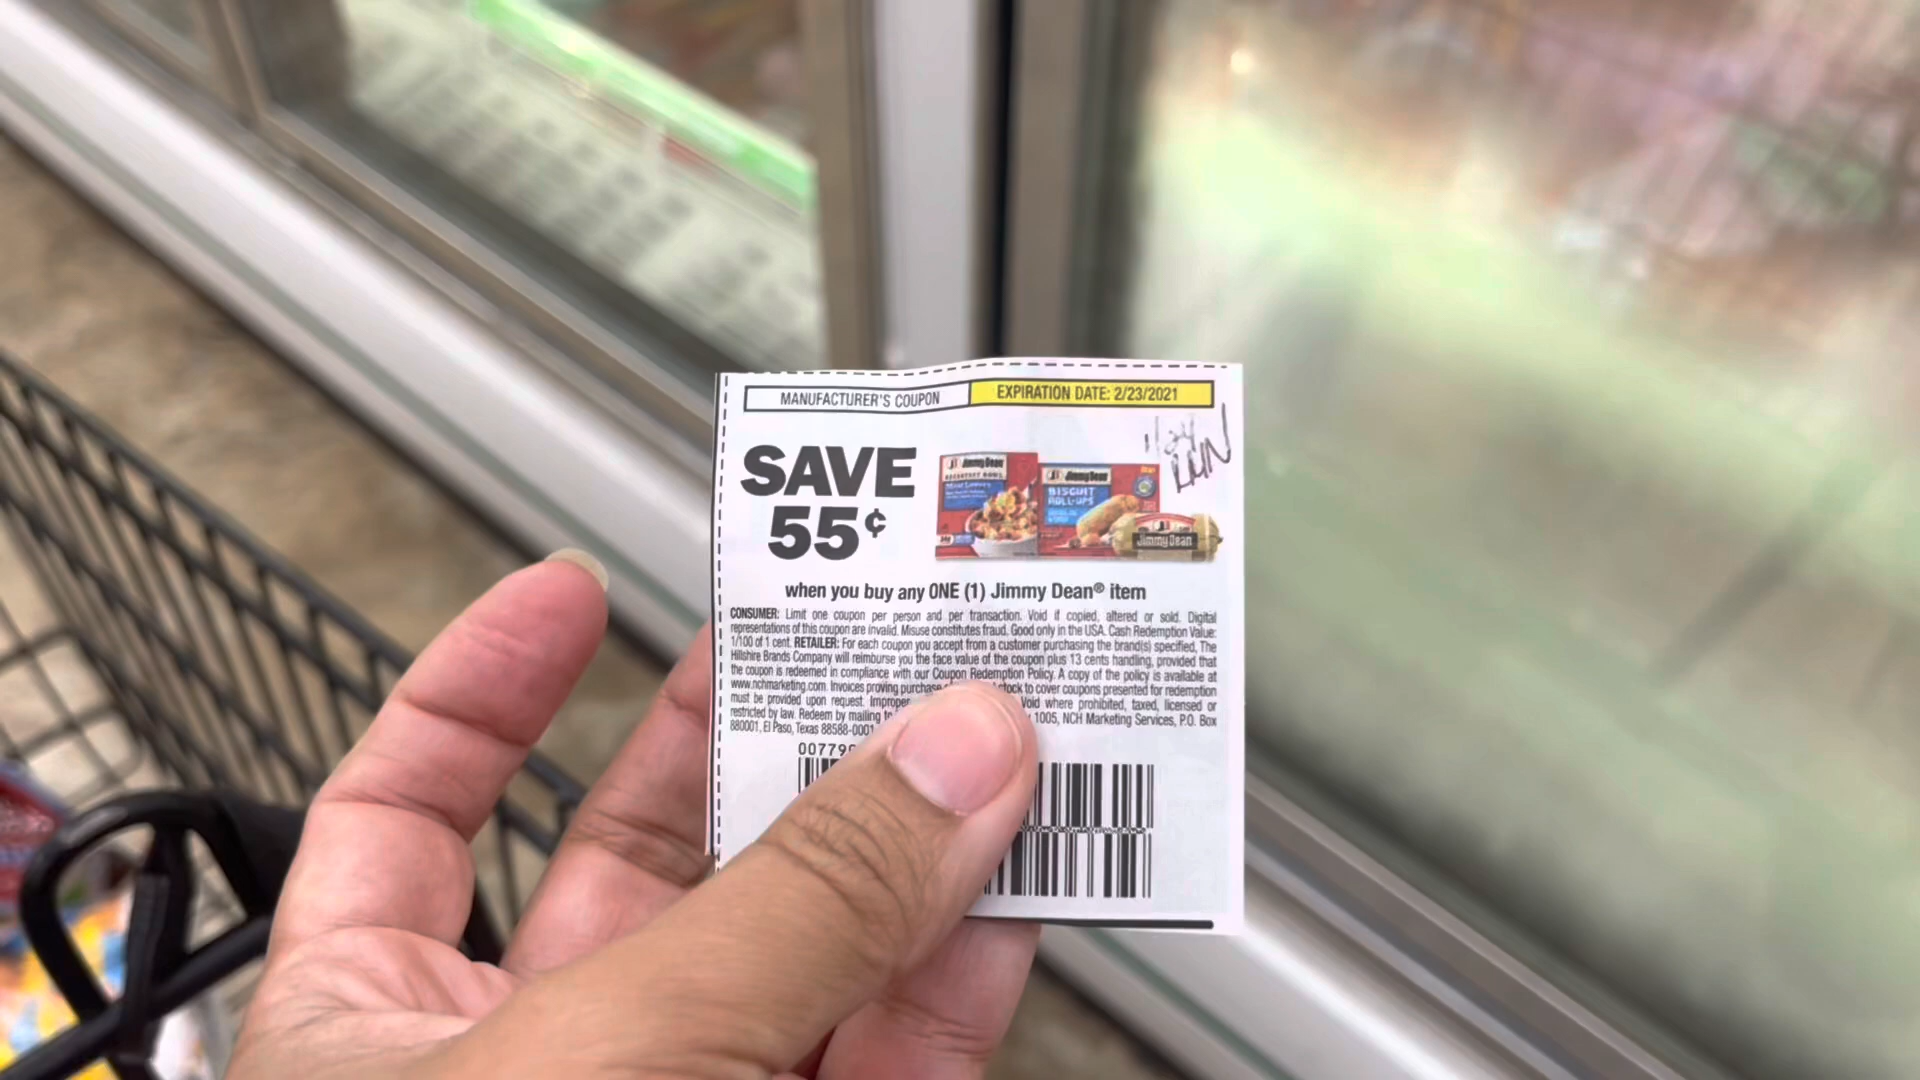 MANUFACTURER'S COUPON
EXPIRATION DATE: 2/23/2021
SAVE
55¢
Jimmy Dean
BREAKFAST BOWL
Jimmy Dean
BISCUIT
ROLL-UPS
Jimmy Dean
when you buy any ONE (1) Jimmy Dean® item
CONSUMER: Limit one coupon per person and per transaction. Void if copied, altered or sold. Digital
representations of this coupon are invalid. Misuse constitutes fraud. Good only in the USA. Cash Redemption Value:
1/100 of 1 cent. RETAILER: For each coupon you accept from a customer purchasing the brand(s) specified, The
Hillshire Brands Company will reimburse you the face value of the coupon plus 13 cents handling, provided that
the coupon is redeemed in compliance with our Coupon Redemption Policy. A copy of the policy is available at
www.nchmarketing.com. Invoices proving purchase stock to cover coupons presented for redemption
must be provided upon request. Improper Void where prohibited, taxed, licensed or
restricted by law. Redeem by mailing to 1005, NCH Marketing Services, P.O. Box
880001, El Paso, Texas 88588-0001